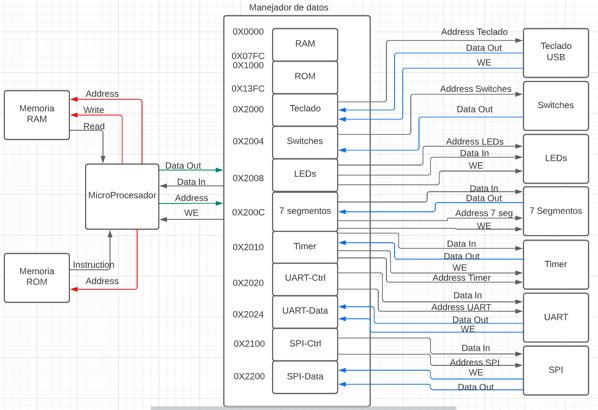 Manejador de datos
0X0000
RAM
0X07FC
0X1000
ROM
0X13FC
0X2000
Teclado
0X2004
Switches
LEDs
0X2008
0X200C
7 segmentos
0X2010
Timer
0X2020
UART-Ctrl
0X2024
UART-Data
0X2100
SPI-Ctrl
0X2200
SPI-Data
Memoria
RAM
Address
Write
Read
MicroProcesador
Data Out
Data In
Address
WE
Memoria
ROM
Instruction
Address
Address Teclado
Data Out
WE
Teclado
USB
Address Switches
Data Out
Switches
Address LEDs
Data In
WE
LEDs
Data In
Data Out
Address 7 seg
WE
7 Segmentos
Data In
Data Out
WE
Address Timer
Timer
Data In
Address UART
Data Out
WE
UART
Data In
Address SPI
WE
Data Out
SPI